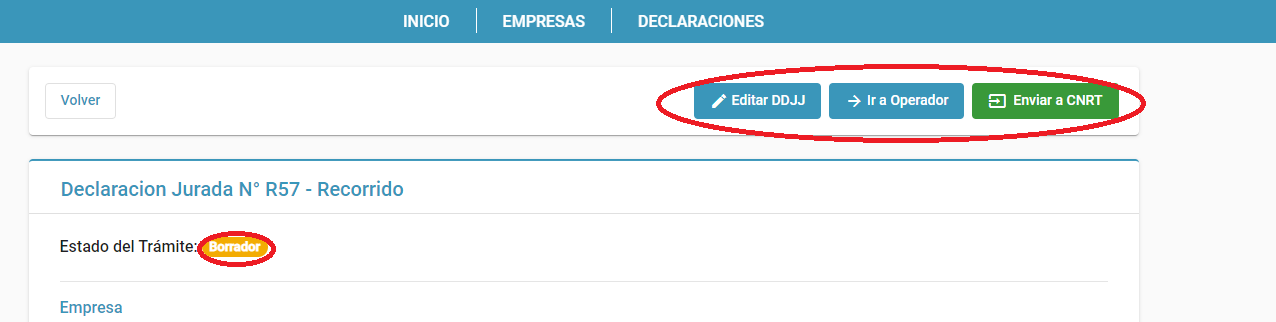 INICIO EMPRESAS DECLARACIONES
Volver Editar DDJJ Ir a Operador Enviar a CNRT
Declaracion Jurada N° R57 - Recorrido
Estado del Trámite: Borrador
Empresa